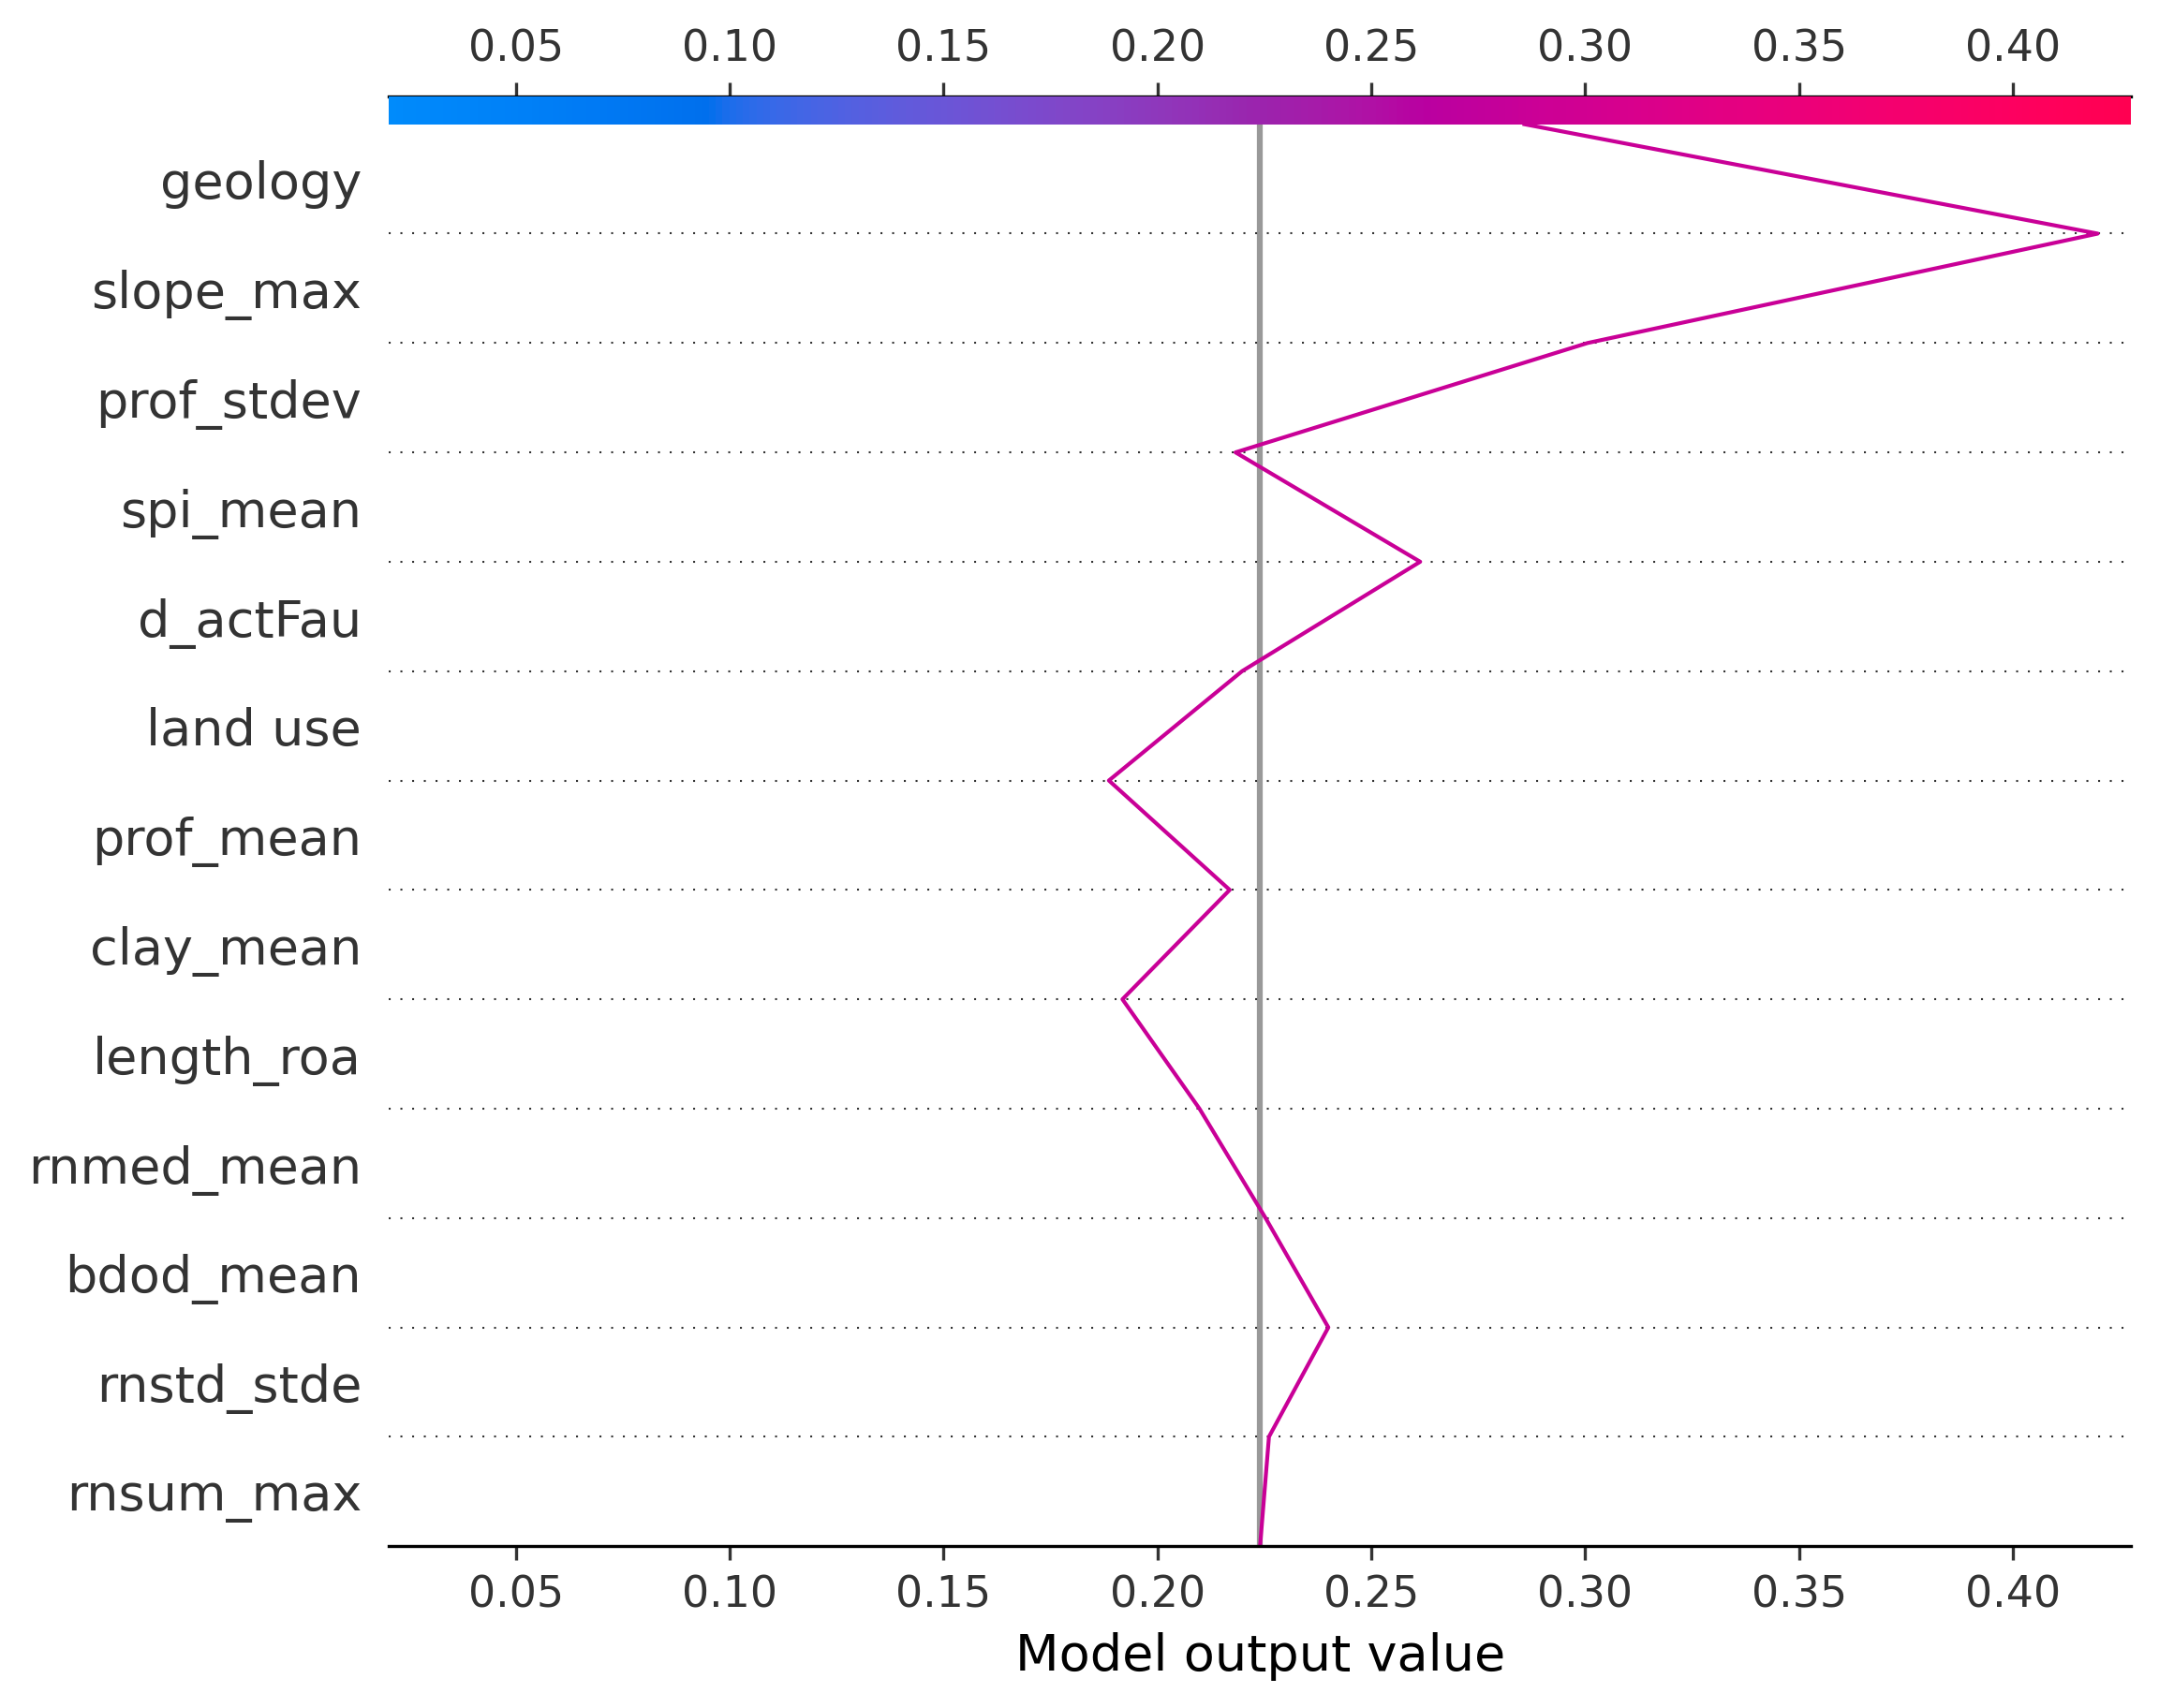 0.05 0.10 0.15 0.20 0.25 0.30 0.35 0.40
geology
slope_max
prof_stdev
spi_mean
d_actFau
land use
prof_mean
clay_mean
length_roa
rnmed_mean
bdod_mean
rnstd_stde
rnsum_max
0.05 0.10 0.15 0.20 0.25 0.30 0.35 0.40
Model output value